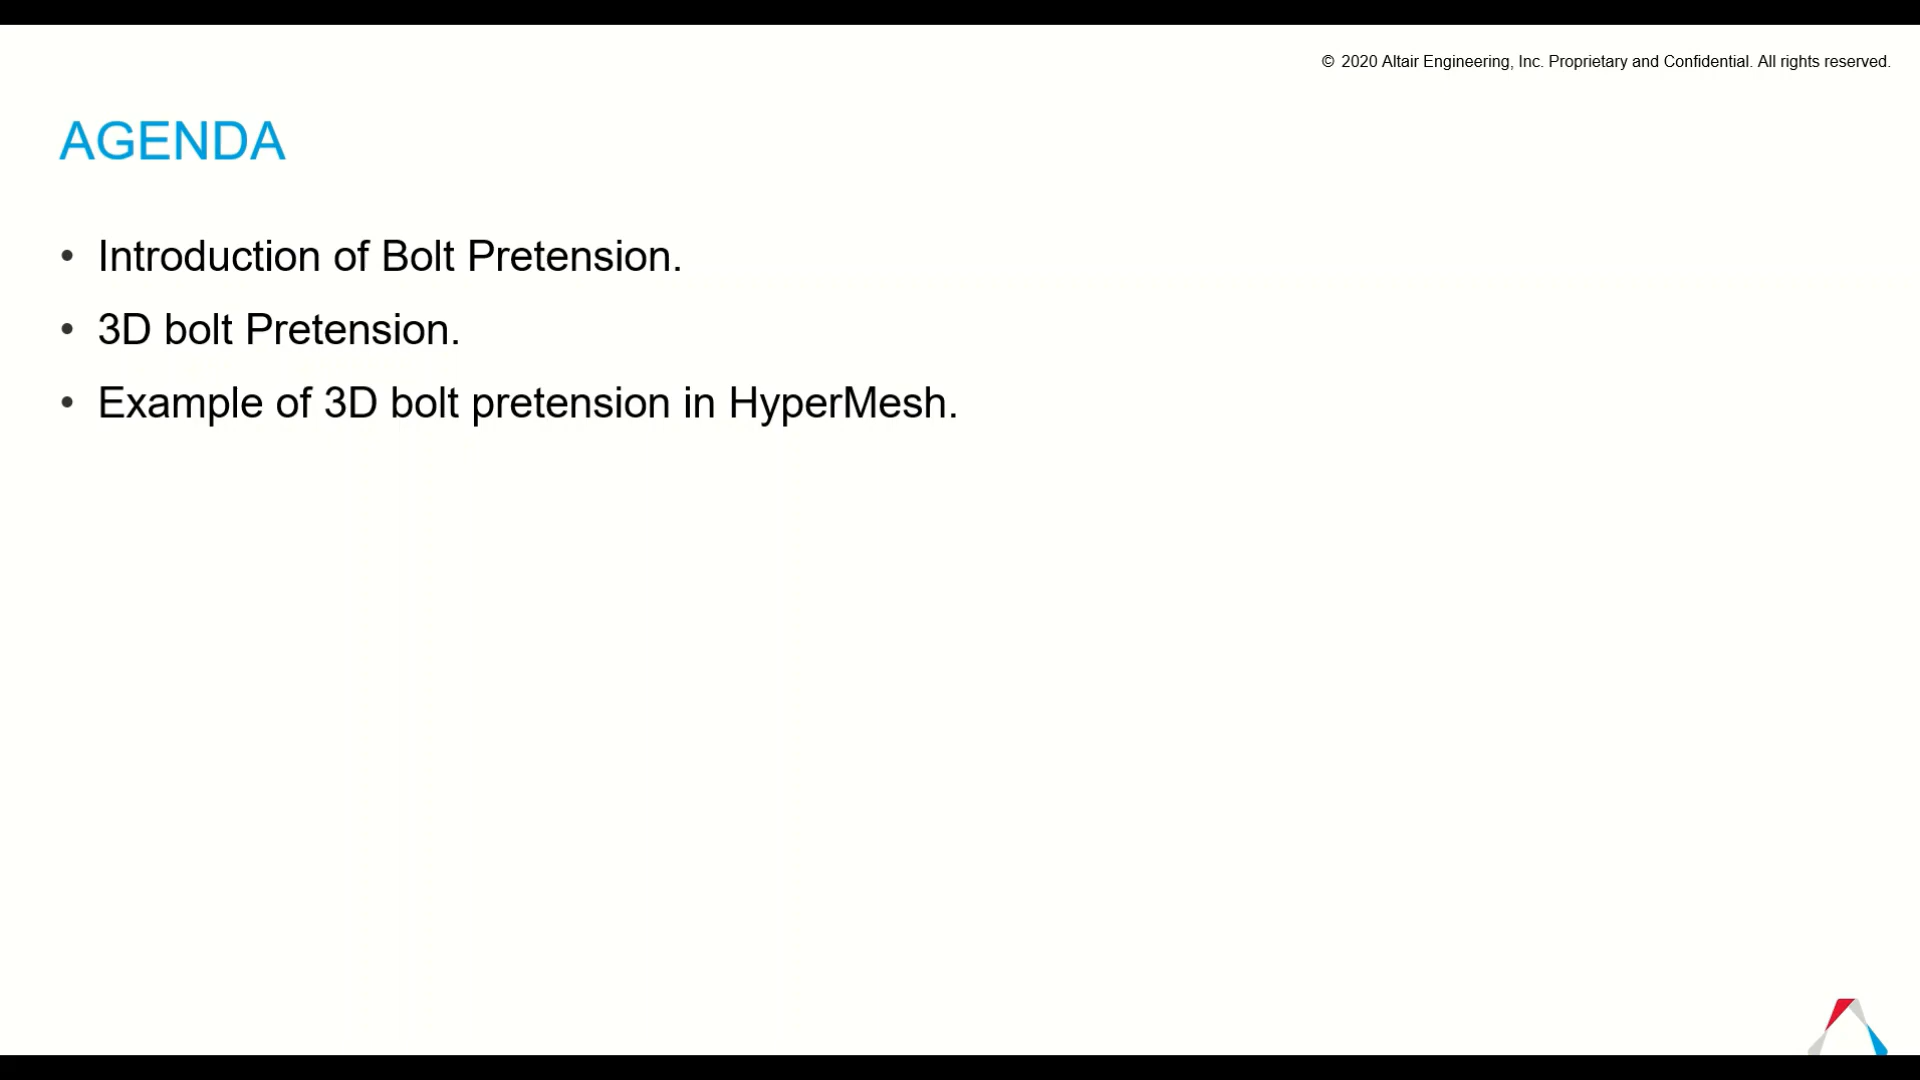 © 2020 Altair Engineering, Inc. Proprietary and Confidential. All rights reserved.
AGENDA
• Introduction of Bolt Pretension.
• 3D bolt Pretension.
• Example of 3D bolt pretension in HyperMesh.